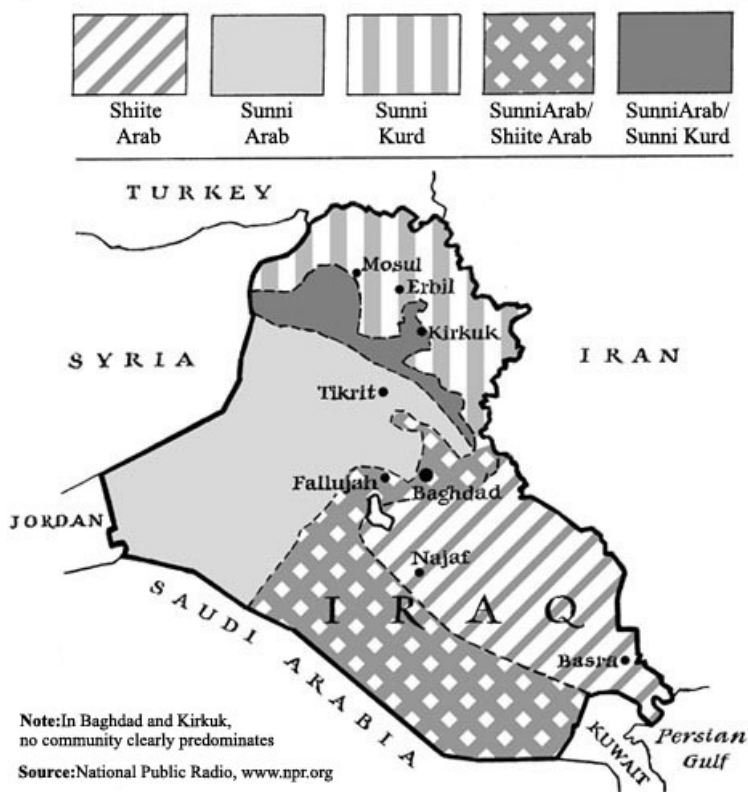 Shiite
Arab
Sunni
Arab
Sunni
Kurd
SunniArab/
Shiite Arab
SunniArab/
Sunni Kurd
TURKEY
Mosul
Erbil
Kirkuk
SYRIA
IRAN
Tikrit
Fallujah
Baghdad
JORDAN
Najaf
SAUDI ARABIA
IRAQ
Basra
Note:In Baghdad and Kirkuk,
no community clearly predominates
Source:National Public Radio, www.npr.org
KUWAIT
Persian
Gulf